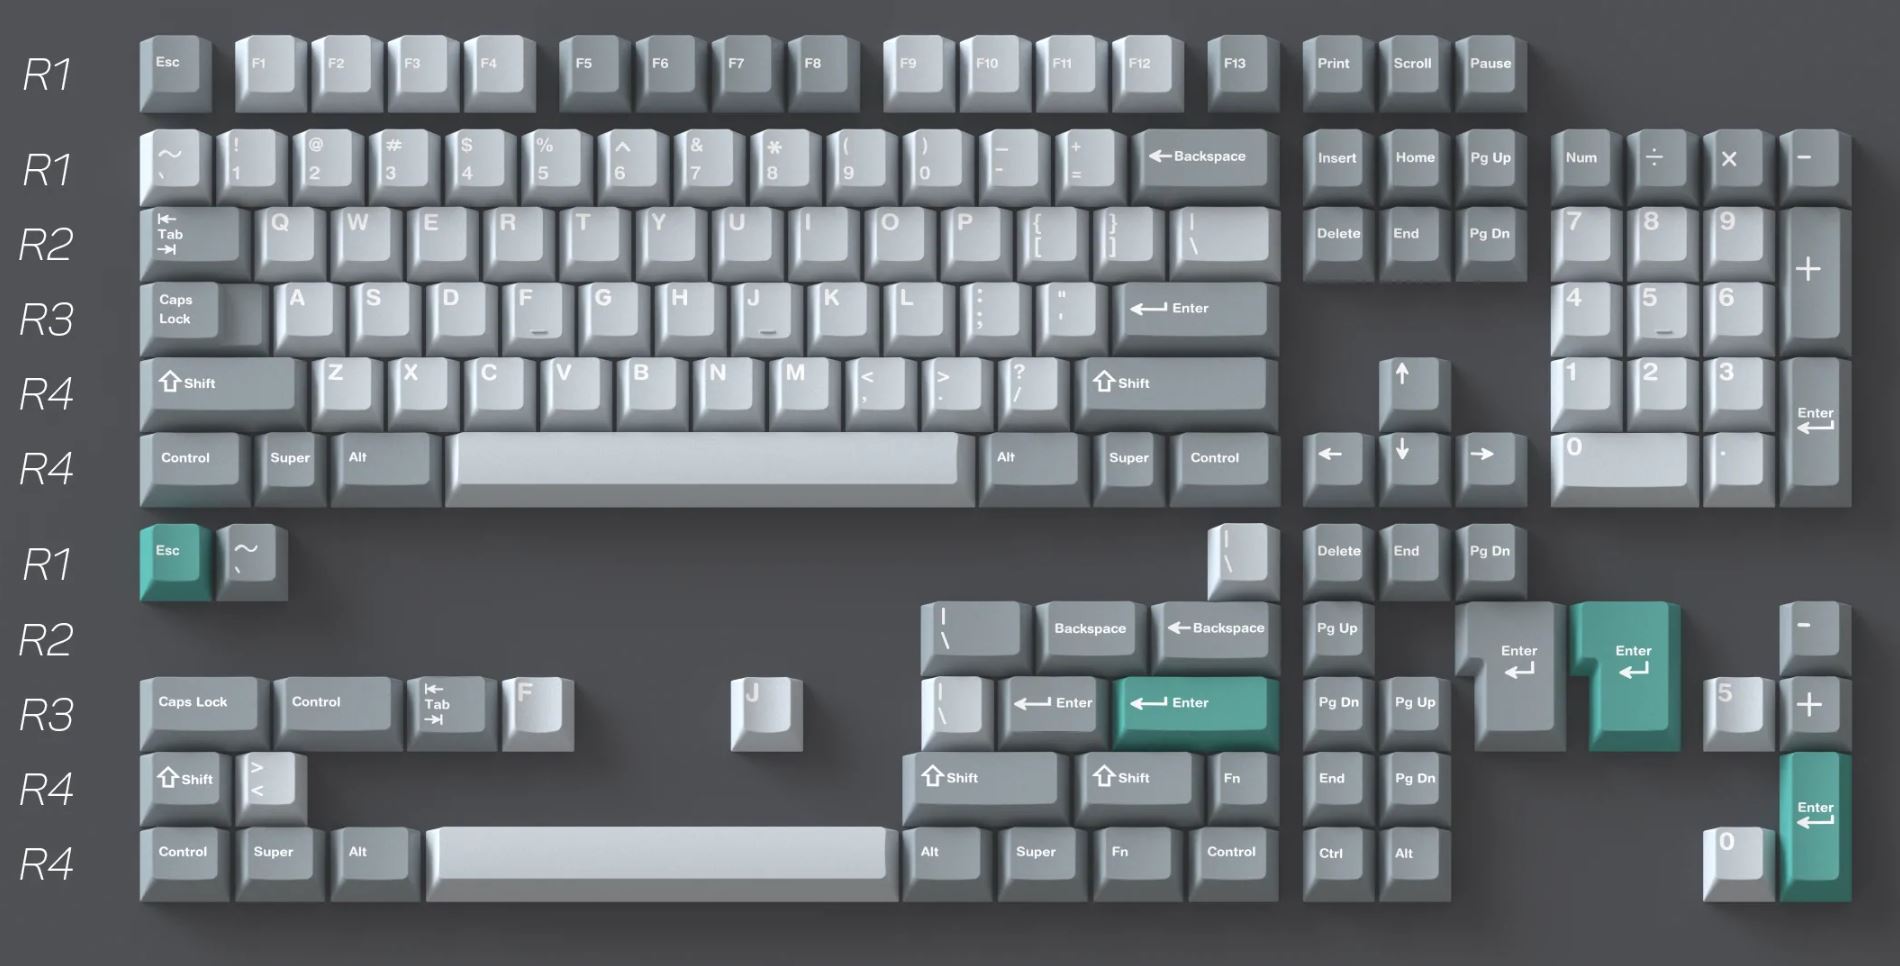 R1 Esc F1 F2 F3 F4 F5 F6 F7 F8 F9 F10 F11 F12 F13 Print Scroll Pause
R1 ~ ` ! 1 @ 2 # 3 $ 4 % 5 ^ 6 & 7 * 8 ( 9 ) 0 _ - + = ← Backspace Insert Home Pg Up Num ÷ × −
R2 Tab Q W E R T Y U I O P { [ } ] | \ Delete End Pg Dn 7 8 9 +
R3 Caps Lock A S D F G H J K L : ; " ' Enter 4 5 6
R4 Shift Z X C V B N M < , > . ? / Shift ↑ 1 2 3 Enter
R4 Control Super Alt Alt Super Control ← ↓ → 0 .
R1 Esc ~ ` | \ Delete End Pg Dn
R2 | \ Backspace ← Backspace Pg Up Enter Enter −
R3 Caps Lock Control Tab F J | \ Enter Enter Pg Dn Pg Up 5 +
R4 Shift > < Shift Shift Fn End Pg Dn Enter
R4 Control Super Alt Alt Super Fn Control Ctrl Alt 0